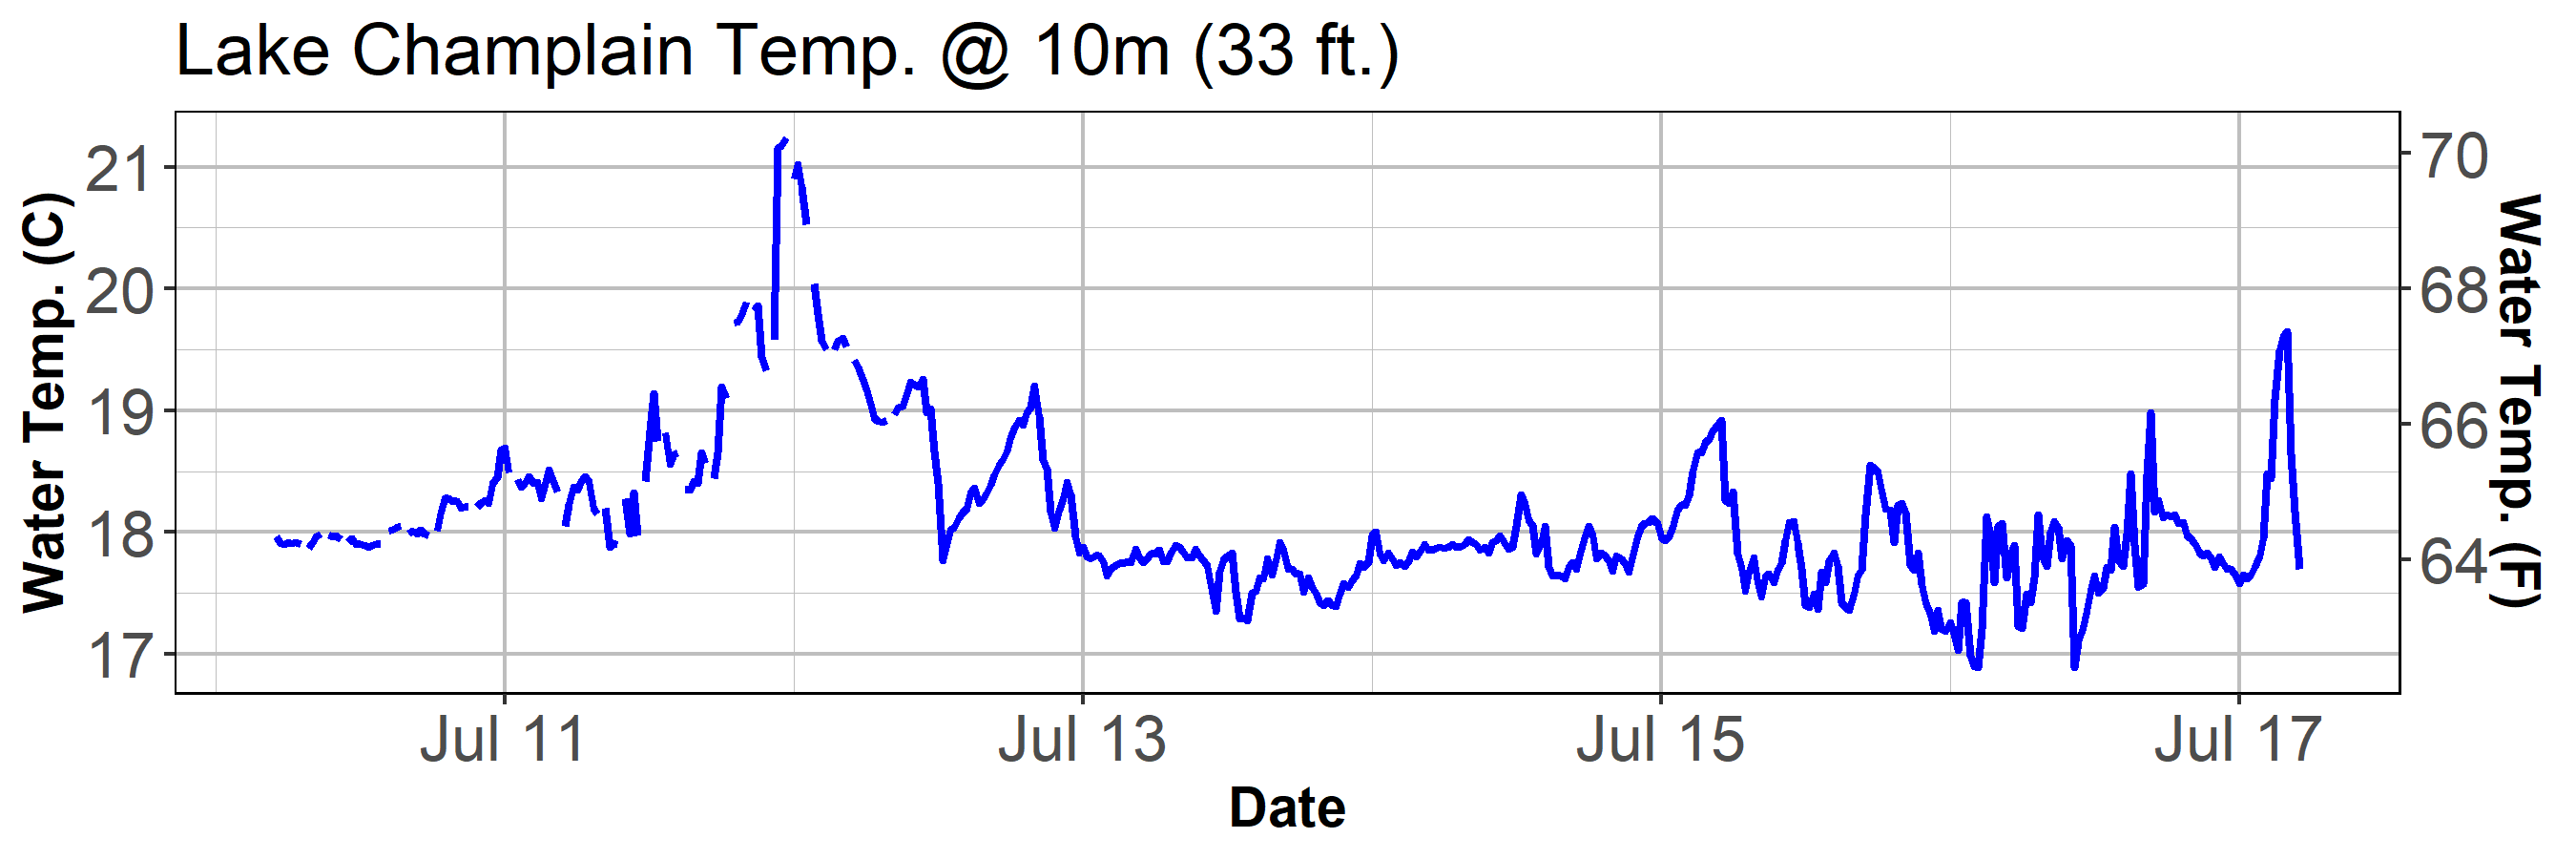 Lake Champlain Temp. @ 10m (33 ft.)
Water Temp. (C)
21
20
19
18
17
70
68
66
64
Water Temp. (F)
Jul 11
Jul 13
Jul 15
Jul 17
Date